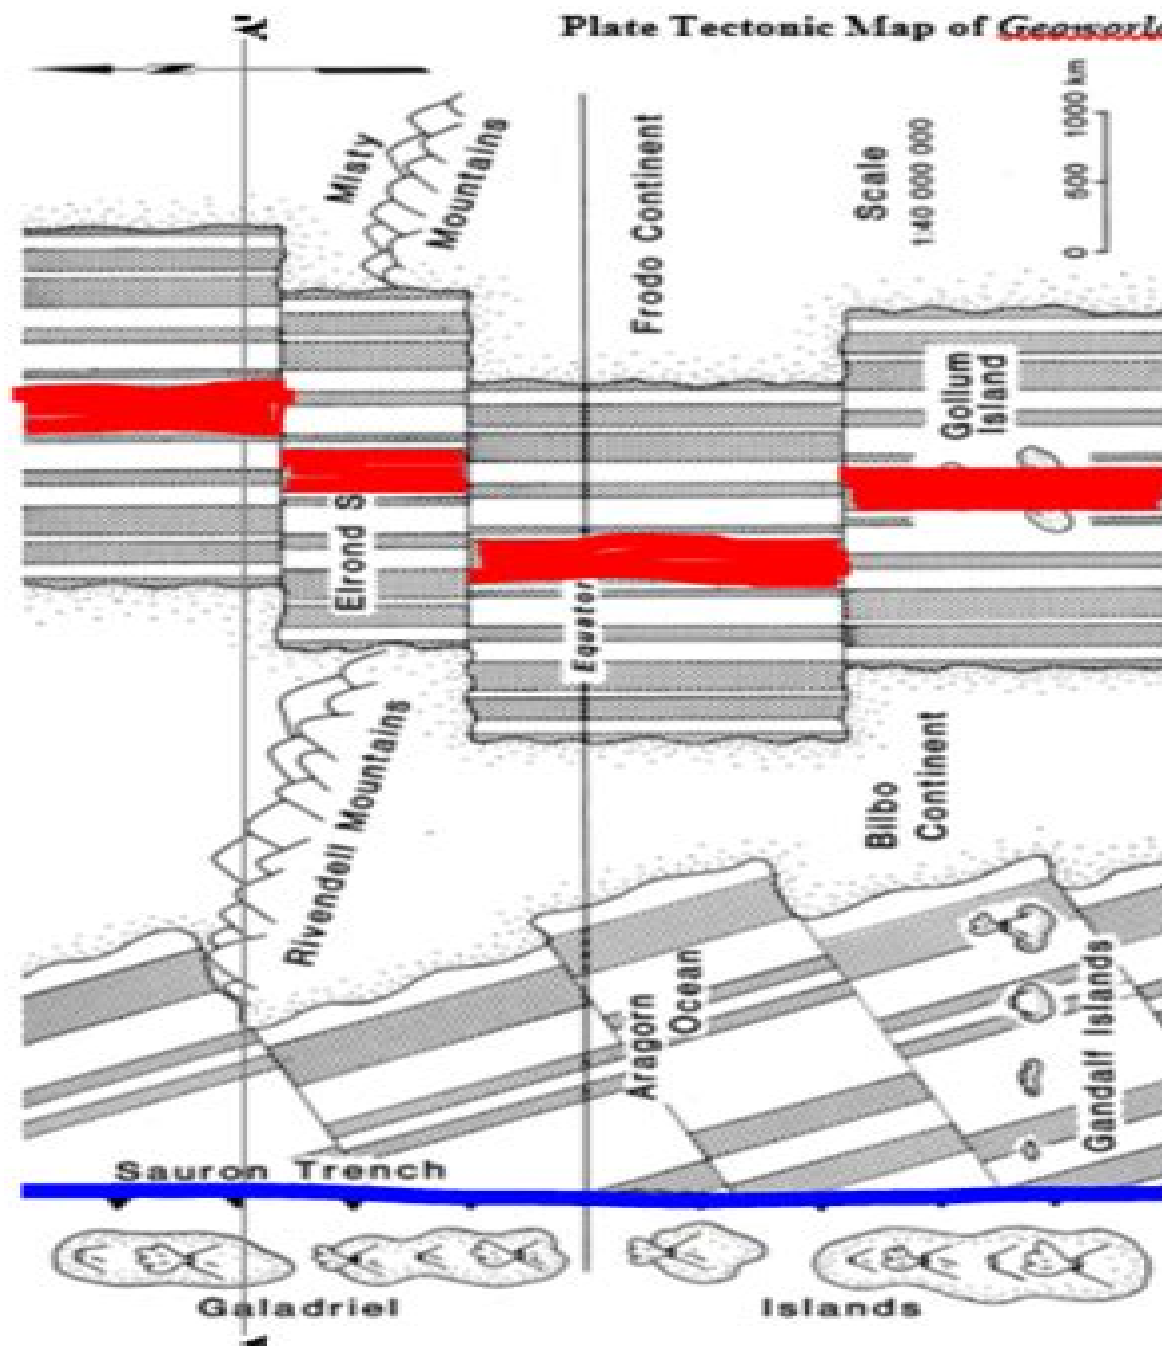 Plate Tectonic Map of Geoworld
A'
Misty
Mountains
Frodo Continent
Scale
1:40 000 000
0 500 1000 km
Gollum
Island
Elrond S
Equator
Rivendell Mountains
Bilbo
Continent
Aragorn
Ocean
Gandalf Islands
Sauron Trench
Galadriel
Islands